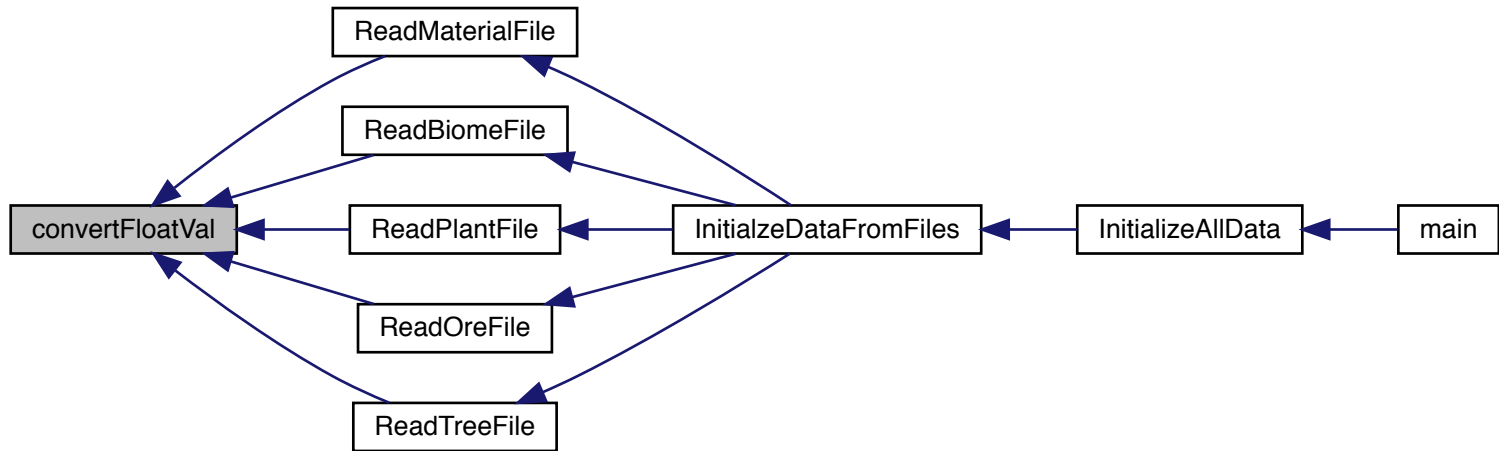 ReadMaterialFile
ReadBiomeFile
convertFloatVal
ReadPlantFile
InitialzeDataFromFiles
InitializeAllData
main
ReadOreFile
ReadTreeFile